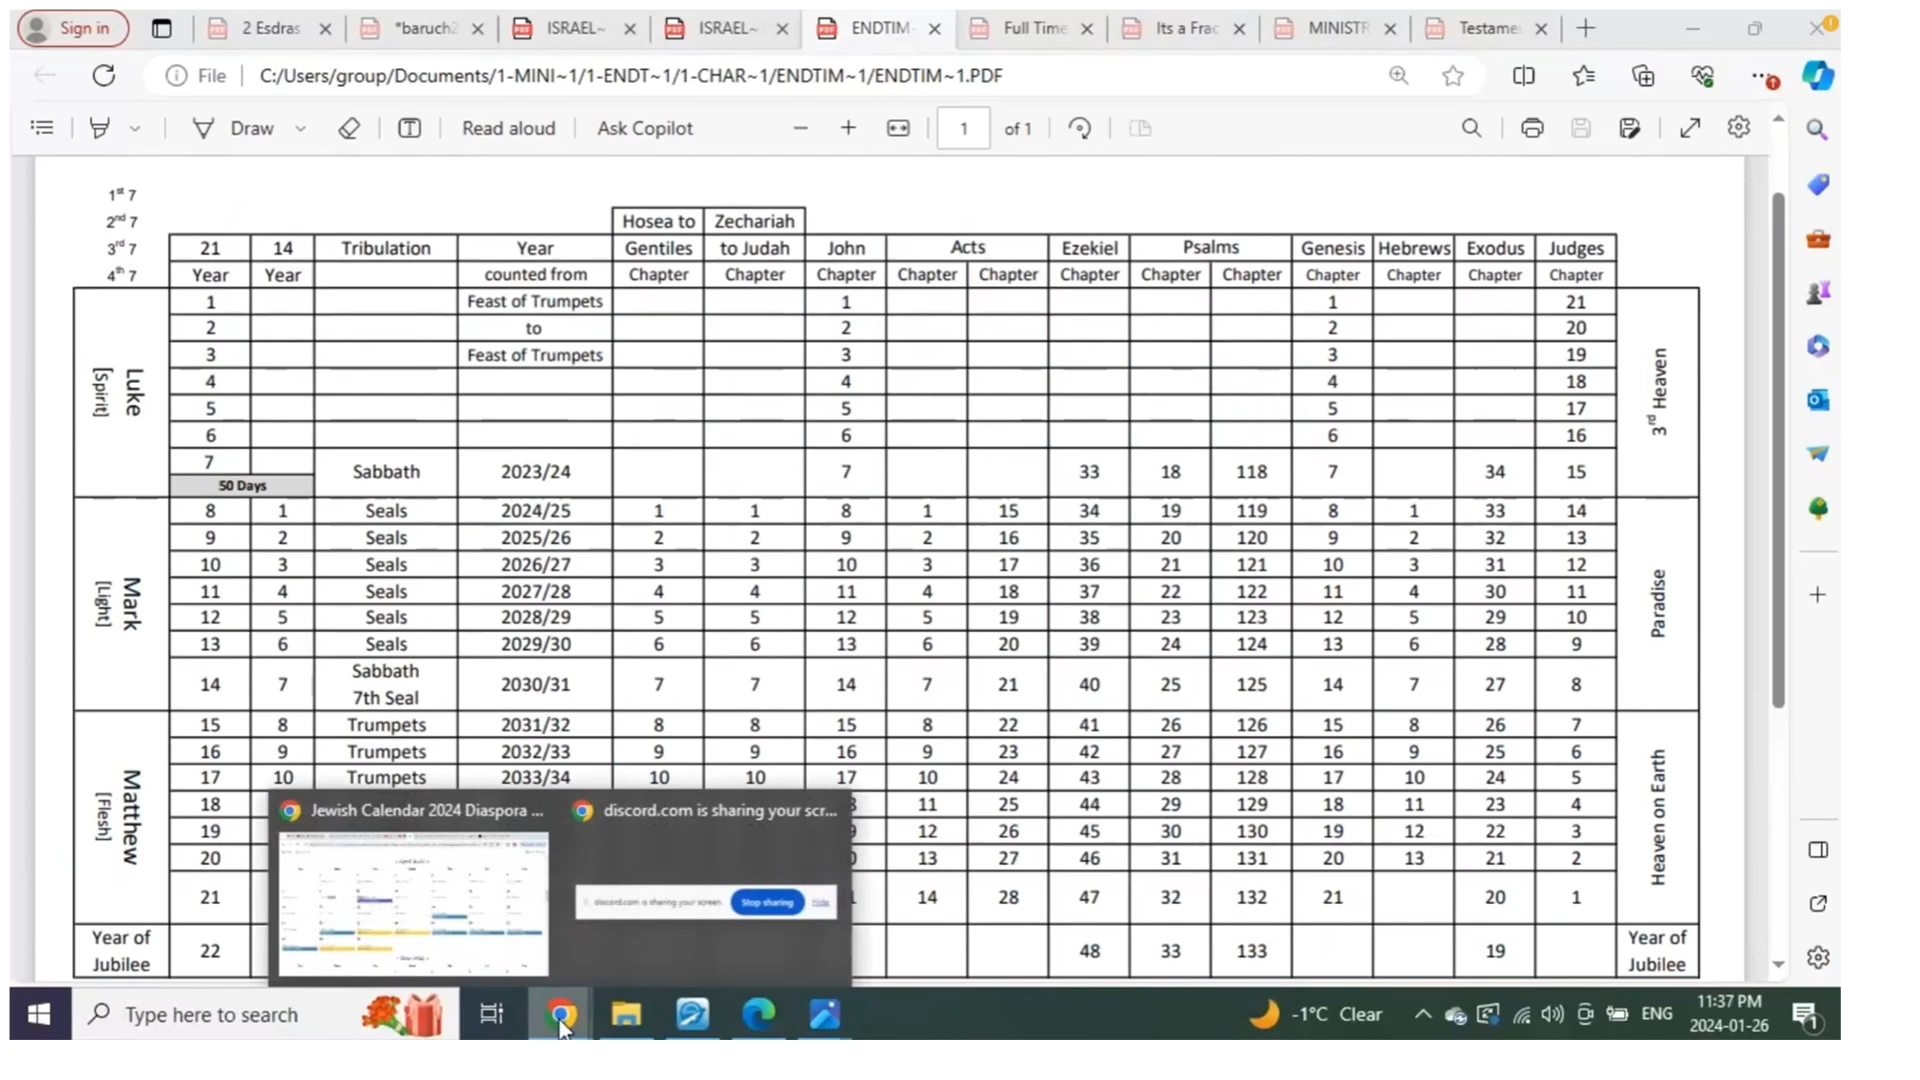 Sign in
2 Esdras
*baruch2
ISRAEL~
ISRAEL~
ENDTIM
Full Time
Its a Frac
MINISTR
Testame
File C:/Users/group/Documents/1-MINI~1/1-ENDT~1/1-CHAR~1/ENDTIM~1/ENDTIM~1.PDF
Draw Read aloud Ask Copilot 1 of 1
1st 7
2nd 7 Hosea to Zechariah
3rd 7 21 14 Tribulation Year Gentiles to Judah John Acts Ezekiel Psalms Genesis Hebrews Exodus Judges
4th 7 Year Year counted from Chapter Chapter Chapter Chapter Chapter Chapter Chapter Chapter Chapter Chapter Chapter Chapter
Luke
[Spirit]
1 Feast of Trumpets 1 1 21
2 to 2 2 20
3 Feast of Trumpets 3 3 19
4 4 4 18
5 5 5 17
6 6 6 16
7 Sabbath 2023/24 7 33 18 118 7 34 15
50 Days
3rd Heaven
Mark
[Light]
8 1 Seals 2024/25 1 1 8 1 15 34 19 119 8 1 33 14
9 2 Seals 2025/26 2 2 9 2 16 35 20 120 9 2 32 13
10 3 Seals 2026/27 3 3 10 3 17 36 21 121 10 3 31 12
11 4 Seals 2027/28 4 4 11 4 18 37 22 122 11 4 30 11
12 5 Seals 2028/29 5 5 12 5 19 38 23 123 12 5 29 10
13 6 Seals 2029/30 6 6 13 6 20 39 24 124 13 6 28 9
Sabbath
14 7 2030/31 7 7 14 7 21 40 25 125 14 7 27 8
7th Seal
Paradise
Matthew
[Flesh]
15 8 Trumpets 2031/32 8 8 15 8 22 41 26 126 15 8 26 7
16 9 Trumpets 2032/33 9 9 16 9 23 42 27 127 16 9 25 6
17 10 Trumpets 2033/34 10 10 17 10 24 43 28 128 17 10 24 5
18 11 25 44 29 129 18 11 23 4
19 12 26 45 30 130 19 12 22 3
20 13 27 46 31 131 20 13 21 2
21 14 28 47 32 132 21 20 1
Heaven on Earth
Year of
Jubilee
22 48 33 133 19
Year of
Jubilee
Jewish Calendar 2024 Diaspora ...
discord.com is sharing your scr...
discord.com is sharing your screen.
Stop sharing
Hide
Type here to search
-1°C Clear
ENG
11:37 PM
2024-01-26
1